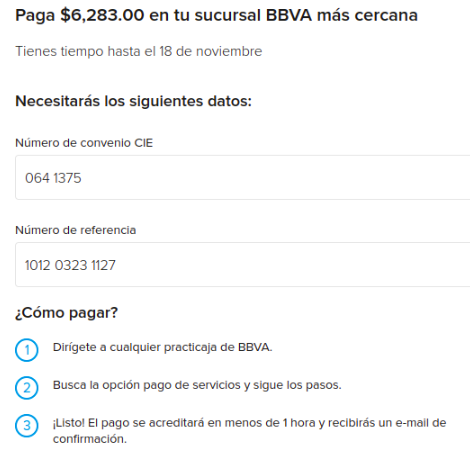 Paga $6,283.00 en tu sucursal BBVA más cercana
Tienes tiempo hasta el 18 de noviembre
Necesitarás los siguientes datos:
Número de convenio CIE
064 1375
Número de referencia
1012 0323 1127
¿Cómo pagar?
1 Dirígete a cualquier practicaja de BBVA.
2 Busca la opción pago de servicios y sigue los pasos.
3 ¡Listo! El pago se acreditará en menos de 1 hora y recibirás un e-mail de
confirmación.